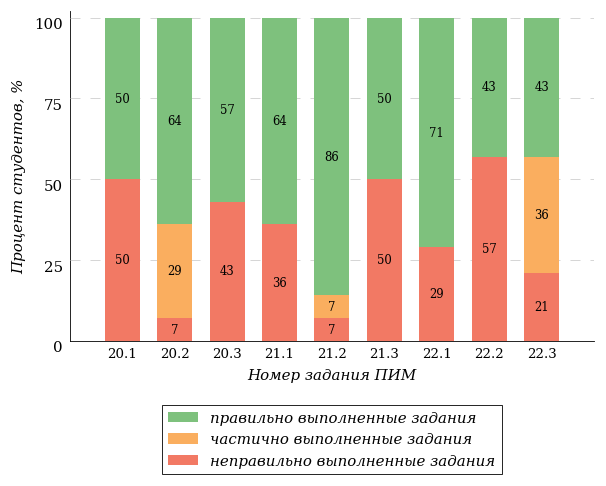 Процент студентов, %
100
75
50
25
0
50 64 57 64 86 50 71 43 43
29 7 36
50 7 43 36 7 50 29 57 21
20.1 20.2 20.3 21.1 21.2 21.3 22.1 22.2 22.3
Номер задания ПИМ
правильно выполненные задания
частично выполненные задания
неправильно выполненные задания